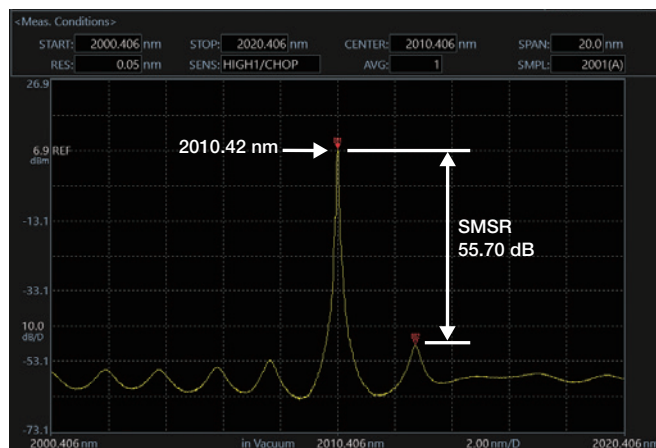 <Meas. Conditions>
START: 2000.406 nm STOP: 2020.406 nm CENTER: 2010.406 nm SPAN: 20.0 nm
RES: 0.05 nm SENS: HIGH1/CHOP AVG: 1 SMPL: 2001(A)
26.9
2010.42 nm
6.9 REF
dBm
-13.1
SMSR
55.70 dB
-33.1
10.0
dB/D
-53.1
-73.1
2000.406 nm in Vacuum 2010.406 nm 2.00 nm/D 2020.406 nm